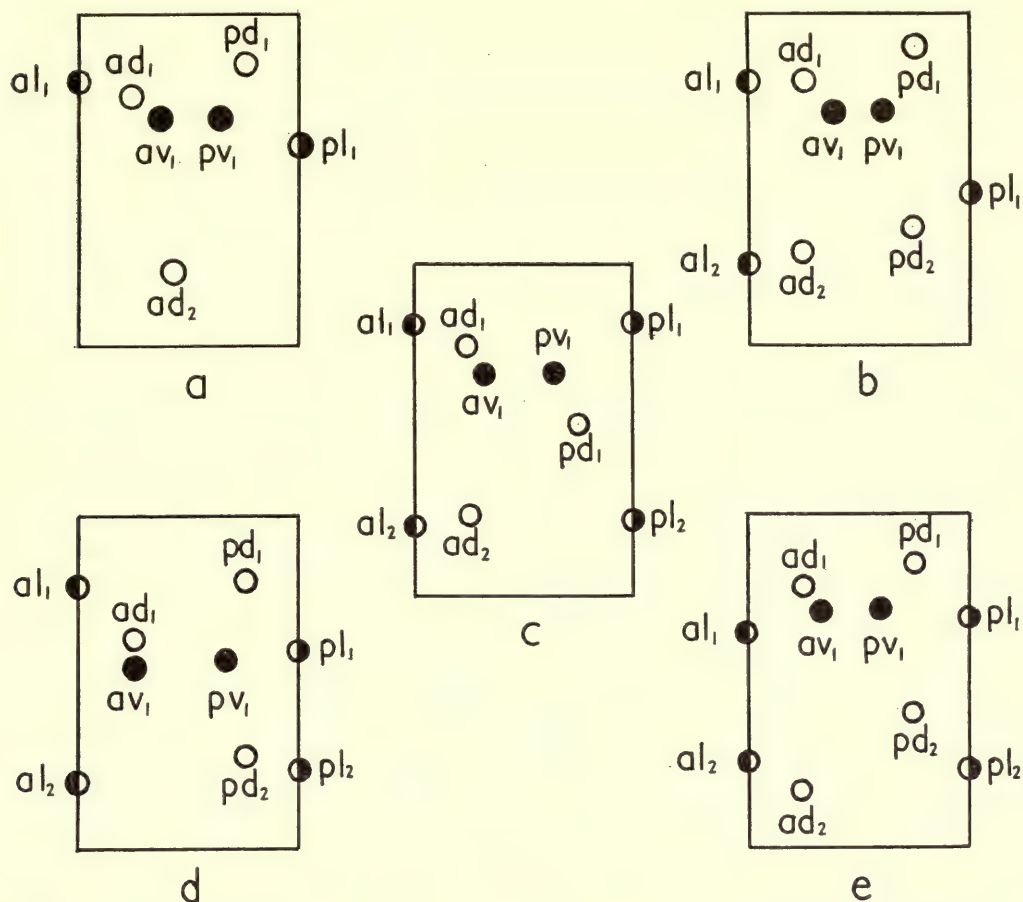 pd₁
al₁
ad₁
av₁ pv₁
pl₁
ad₂
a
al₁
ad₁
pd₁
av₁ pv₁
pl₁
al₂
ad₂
pd₂
b
al₁
ad₁
pl₁
pv₁
av₁
pd₁
al₂
ad₂
pl₂
c
pd₁
al₁
ad₁
pl₁
av₁
pv₁
al₂
pd₂
pl₂
d
pd₁
ad₁
al₁
av₁ pv₁
pl₁
pd₂
al₂
pl₂
ad₂
e